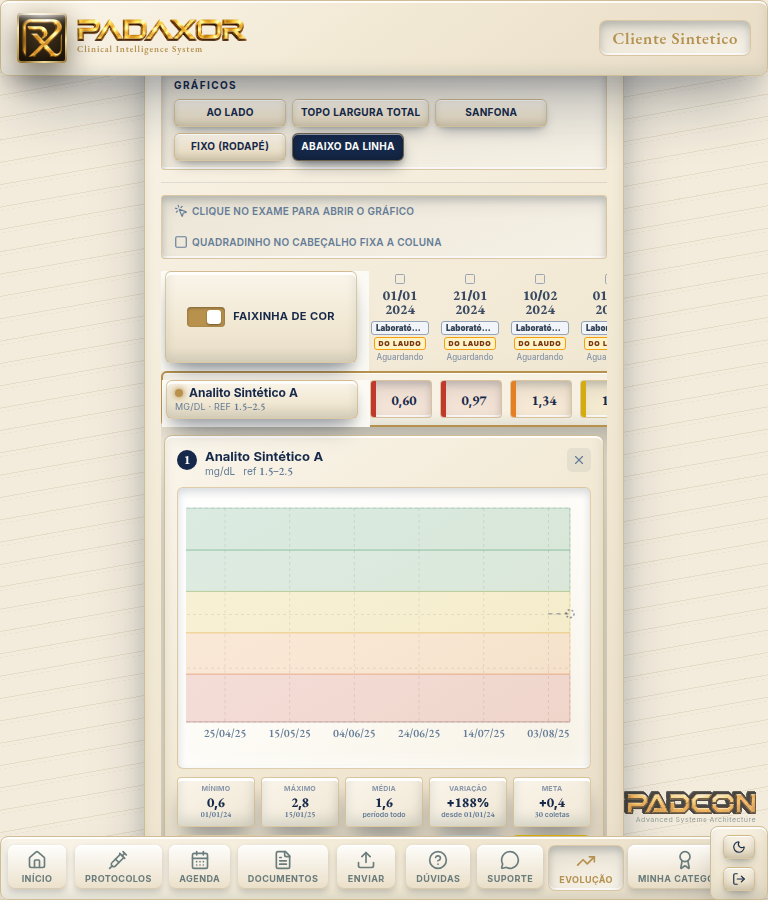 PADAXOR
Clinical Intelligence System
Cliente Sintetico
GRÁFICOS
AO LADO
TOPO LARGURA TOTAL
SANFONA
FIXO (RODAPÉ)
ABAIXO DA LINHA
CLIQUE NO EXAME PARA ABRIR O GRÁFICO
QUADRADINHO NO CABEÇALHO FIXA A COLUNA
FAIXINHA DE COR
01/01 2024 Laborató... DO LAUDO Aguardando
21/01 2024 Laborató... DO LAUDO Aguardando
10/02 2024 Laborató... DO LAUDO Aguardando
Analito Sintético A
MG/DL · REF 1.5–2.5
0,60 0,97 1,34
1 Analito Sintético A
mg/dL ref 1.5–2.5
25/04/25 15/05/25 04/06/25 24/06/25 14/07/25 03/08/25
MÍNIMO MÁXIMO MÉDIA VARIAÇÃO META
0,6 2,8 1,6 +188% +0,4
01/01/24 15/01/25 período todo desde 01/01/24 30 coletas
PADCON
Advanced Systems Architecture
INÍCIO PROTOCOLOS AGENDA DOCUMENTOS ENVIAR DÚVIDAS SUPORTE EVOLUÇÃO MINHA CATEGO